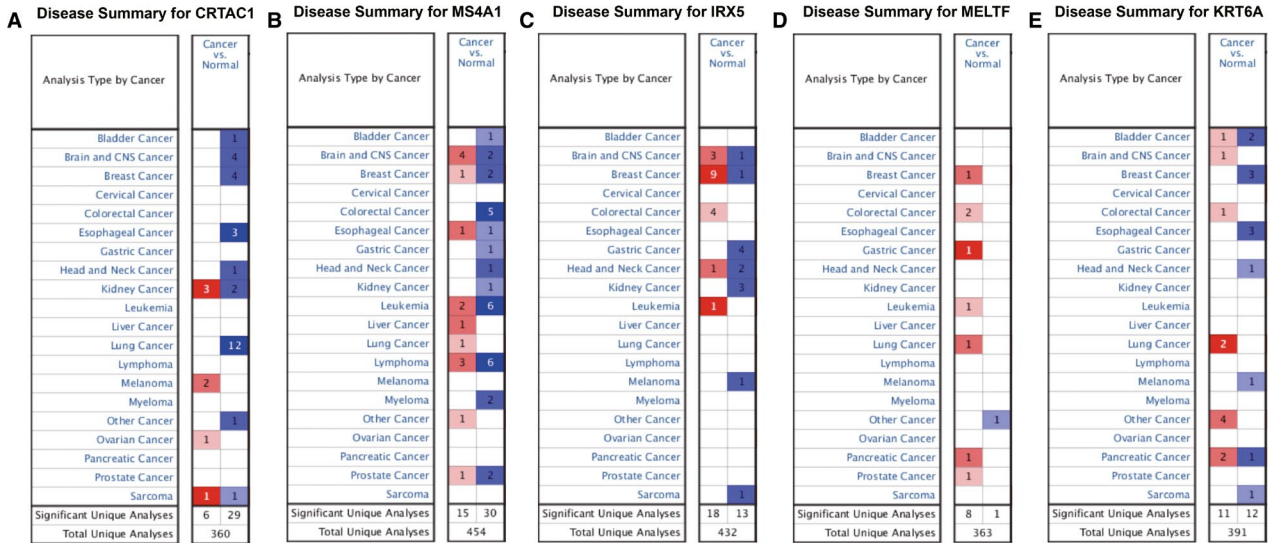 A Disease Summary for CRTAC1
Analysis Type by Cancer
Cancer
vs.
Normal
Bladder Cancer 1
Brain and CNS Cancer 4
Breast Cancer 4
Cervical Cancer
Colorectal Cancer
Esophageal Cancer 3
Gastric Cancer
Head and Neck Cancer 1
Kidney Cancer 3 2
Leukemia
Liver Cancer
Lung Cancer 12
Lymphoma
Melanoma 2
Myeloma
Other Cancer 1
Ovarian Cancer 1
Pancreatic Cancer
Prostate Cancer
Sarcoma 1 1
Significant Unique Analyses 6 29
Total Unique Analyses 360
B Disease Summary for MS4A1
Analysis Type by Cancer
Cancer
vs.
Normal
Bladder Cancer 1
Brain and CNS Cancer 4 2
Breast Cancer 1 2
Cervical Cancer
Colorectal Cancer 5
Esophageal Cancer 1 1
Gastric Cancer 1
Head and Neck Cancer 1
Kidney Cancer 1
Leukemia 2 6
Liver Cancer 1
Lung Cancer 1
Lymphoma 3 6
Melanoma
Myeloma 2
Other Cancer 1
Ovarian Cancer
Pancreatic Cancer
Prostate Cancer 1 2
Sarcoma
Significant Unique Analyses 15 30
Total Unique Analyses 454
C Disease Summary for IRX5
Analysis Type by Cancer
Cancer
vs.
Normal
Bladder Cancer
Brain and CNS Cancer 3 1
Breast Cancer 9 1
Cervical Cancer
Colorectal Cancer 4
Esophageal Cancer
Gastric Cancer 4
Head and Neck Cancer 1 2
Kidney Cancer 3
Leukemia 1
Liver Cancer
Lung Cancer
Lymphoma
Melanoma 1
Myeloma
Other Cancer
Ovarian Cancer
Pancreatic Cancer
Prostate Cancer
Sarcoma 1
Significant Unique Analyses 18 13
Total Unique Analyses 432
D Disease Summary for MELTF
Analysis Type by Cancer
Cancer
vs.
Normal
Bladder Cancer
Brain and CNS Cancer
Breast Cancer 1
Cervical Cancer
Colorectal Cancer 2
Esophageal Cancer
Gastric Cancer 1
Head and Neck Cancer
Kidney Cancer
Leukemia 1
Liver Cancer
Lung Cancer 1
Lymphoma
Melanoma
Myeloma
Other Cancer 1
Ovarian Cancer
Pancreatic Cancer 1
Prostate Cancer 1
Sarcoma
Significant Unique Analyses 8 1
Total Unique Analyses 363
E Disease Summary for KRT6A
Analysis Type by Cancer
Cancer
vs.
Normal
Bladder Cancer 1 2
Brain and CNS Cancer 1
Breast Cancer 3
Cervical Cancer
Colorectal Cancer 1
Esophageal Cancer 3
Gastric Cancer
Head and Neck Cancer 1
Kidney Cancer
Leukemia
Liver Cancer
Lung Cancer 2
Lymphoma
Melanoma 1
Myeloma
Other Cancer 4
Ovarian Cancer
Pancreatic Cancer 2 1
Prostate Cancer
Sarcoma 1
Significant Unique Analyses 11 12
Total Unique Analyses 391